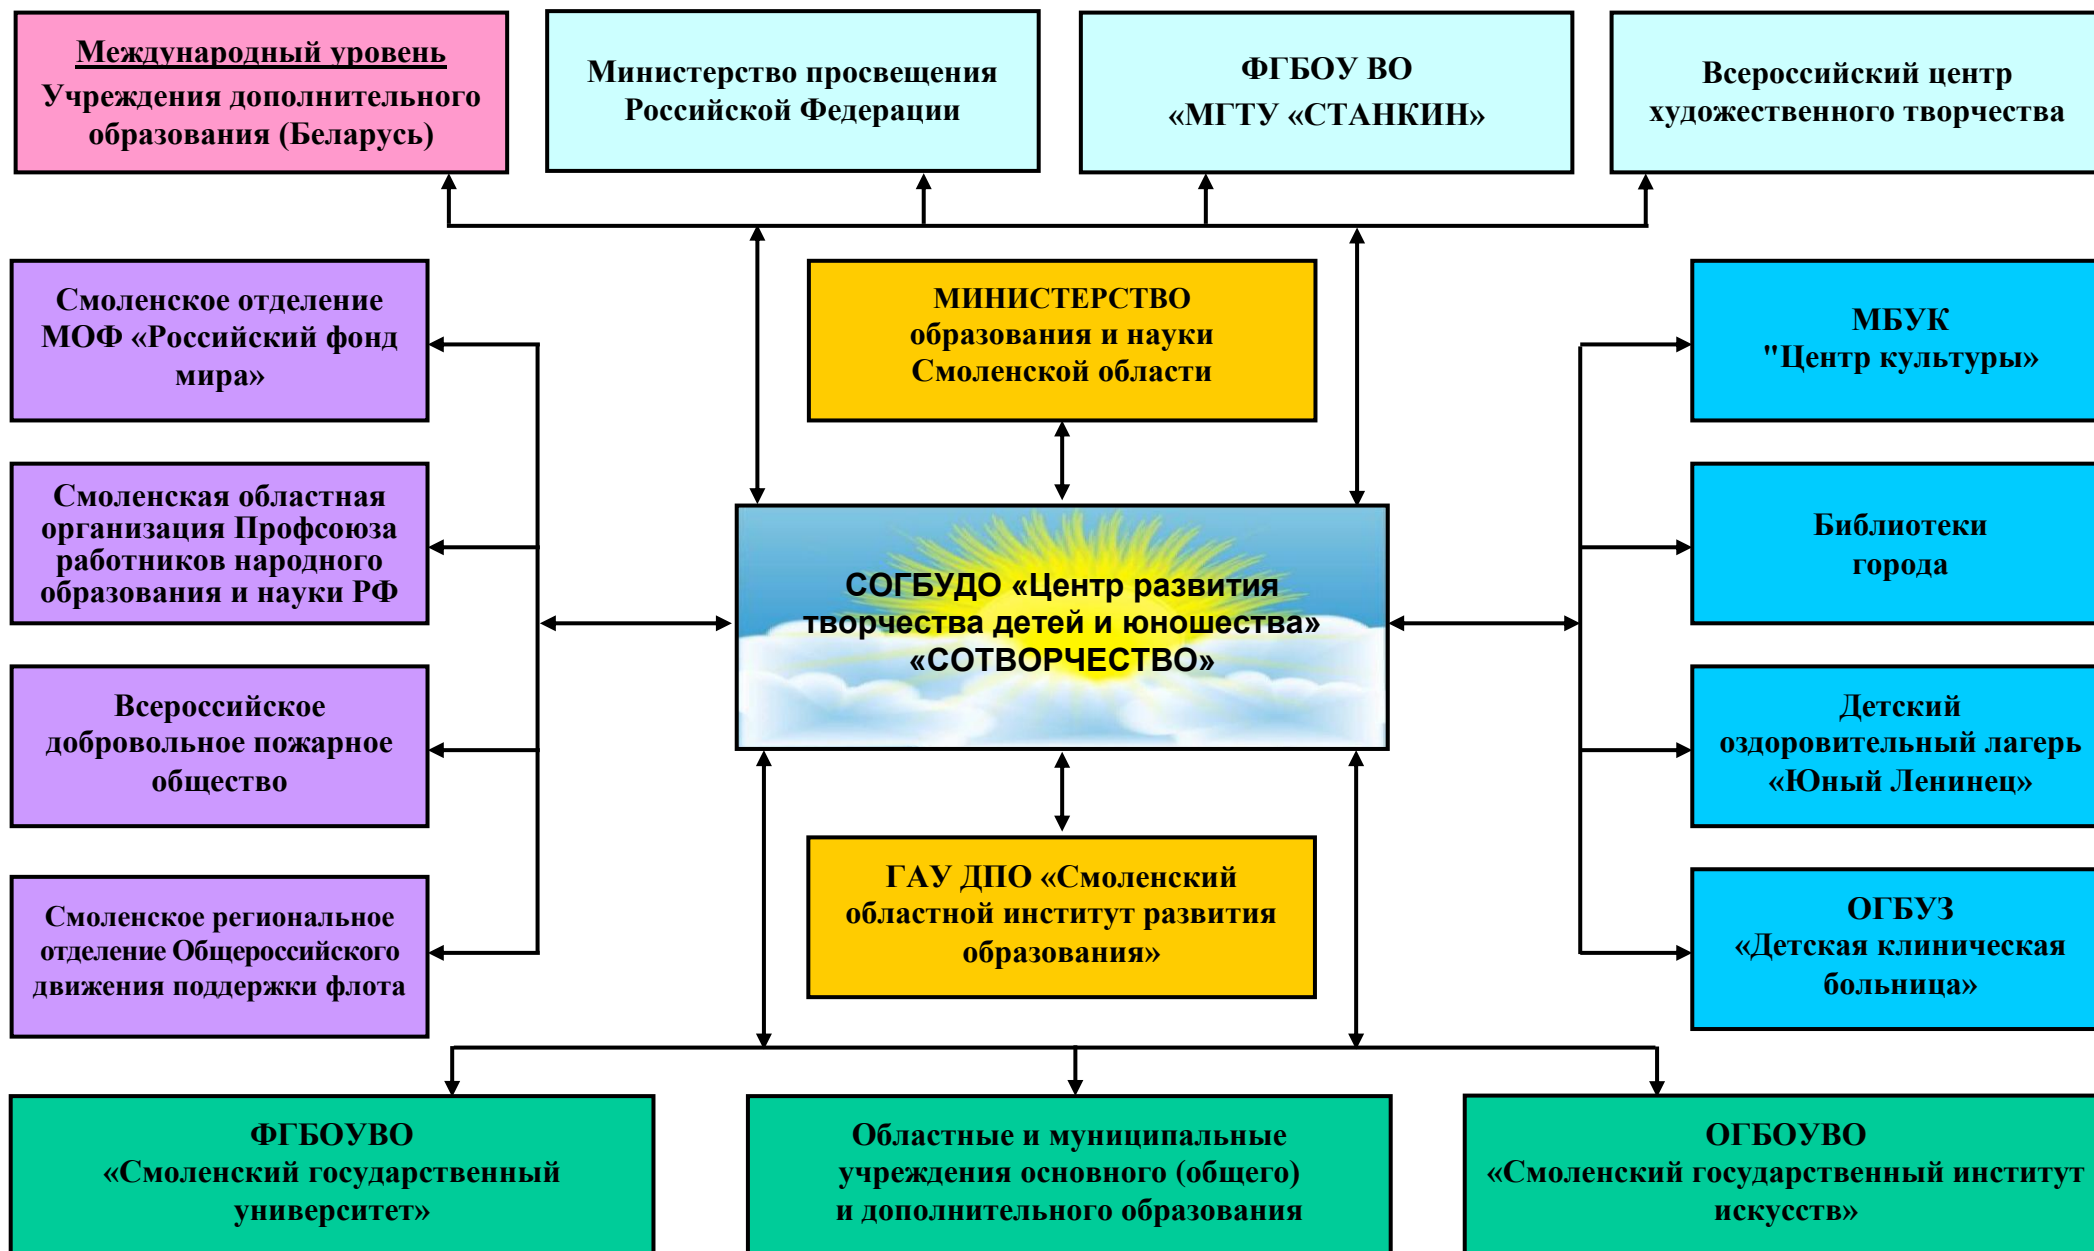 Международный уровень
Учреждения дополнительного
образования (Беларусь)
Министерство просвещения
Российской Федерации
ФГБОУ ВО
«МГТУ «СТАНКИН»
Всероссийский центр
художественного творчества
Смоленское отделение
МОФ «Российский фонд
мира»
МИНИСТЕРСТВО
образования и науки
Смоленской области
МБУК
"Центр культуры»
Смоленская областная
организация Профсоюза
работников народного
образования и науки РФ
СОГБУДО «Центр развития
творчества детей и юношества»
«СОТВОРЧЕСТВО»
Библиотеки
города
Всероссийское
добровольное пожарное
общество
Детский
оздоровительный лагерь
«Юный Ленинец»
Смоленское региональное
отделение Общероссийского
движения поддержки флота
ГАУ ДПО «Смоленский
областной институт развития
образования»
ОГБУЗ
«Детская клиническая
больница»
ФГБОУВО
«Смоленский государственный
университет»
Областные и муниципальные
учреждения основного (общего)
и дополнительного образования
ОГБОУВО
«Смоленский государственный институт
искусств»